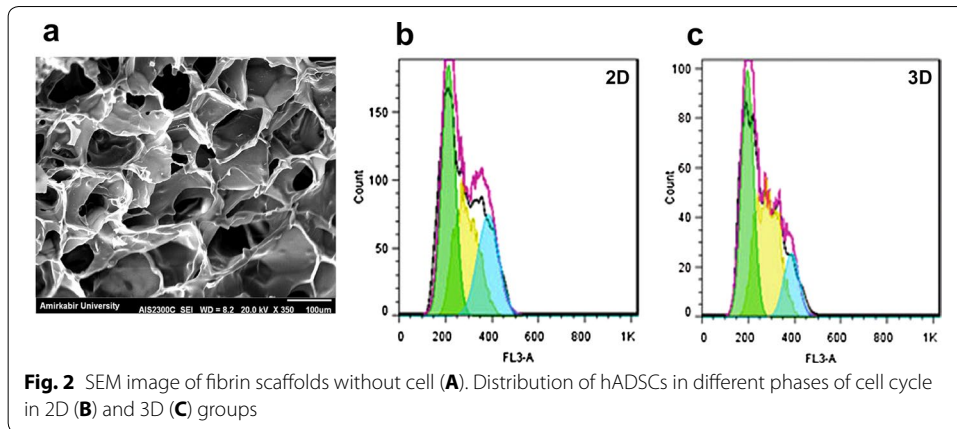 a
Amirkabir University
AIS2300C SEI WD = 8.2 20.0 kV X 350 100um
b
2D
Count
150
100
50
0
0 200 400 600 800 1K
FL3-A
c
3D
Count
100
80
60
40
20
0
0 200 400 600 800 1K
FL3-A
Fig. 2 SEM image of fibrin scaffolds without cell (A). Distribution of hADSCs in different phases of cell cycle
in 2D (B) and 3D (C) groups